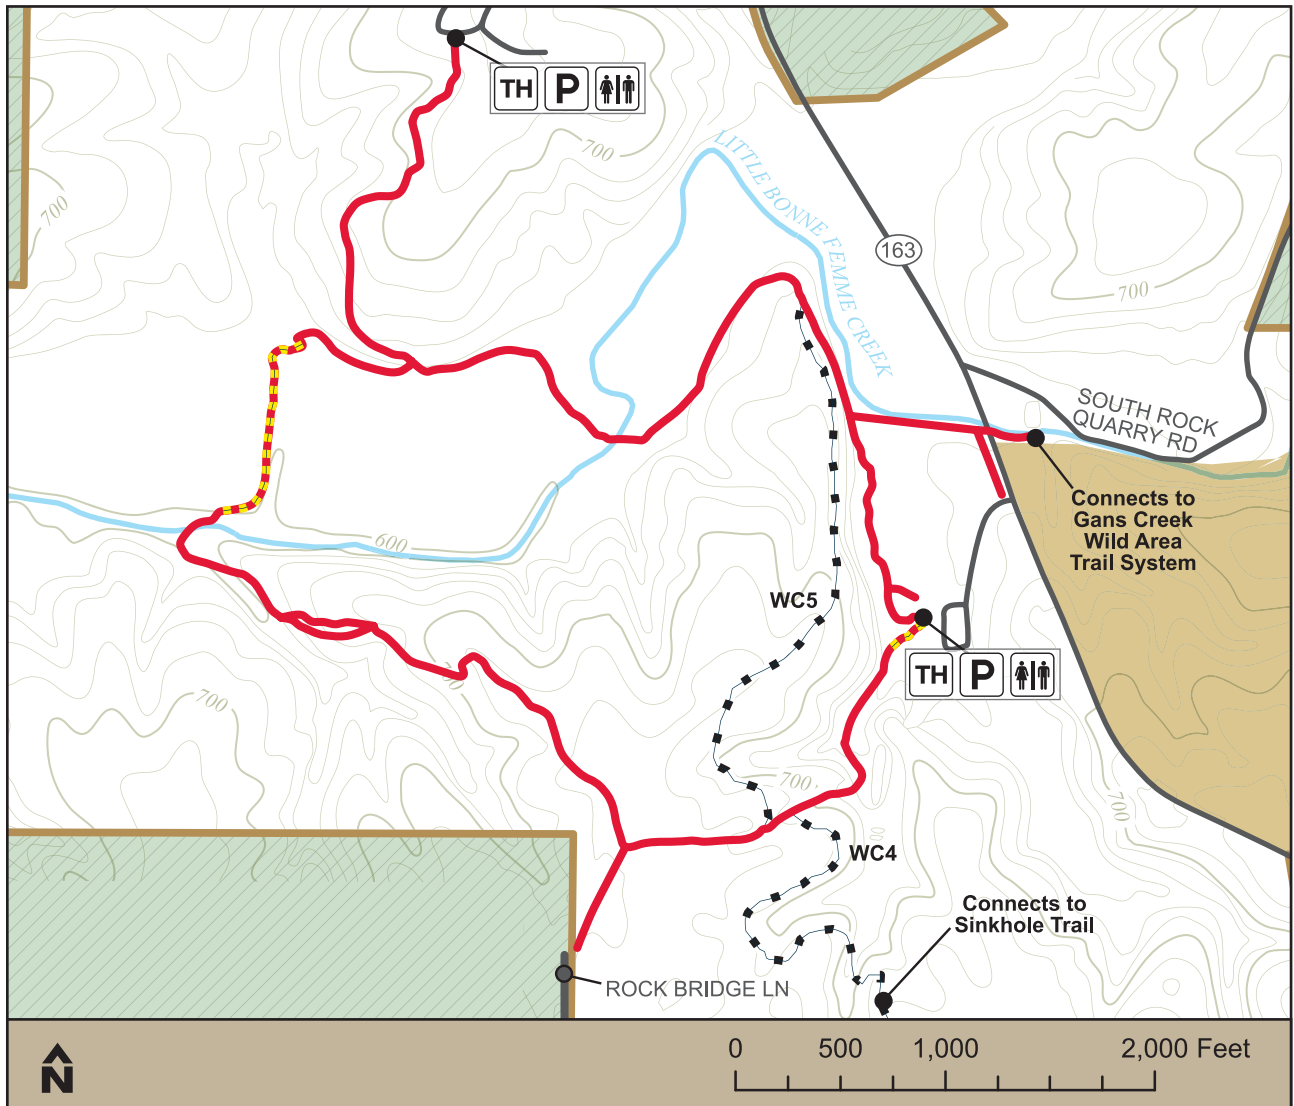 TH P
700
LITTLE BONNE FEMME CREEK
700
163
700
SOUTH ROCK
QUARRY RD
Connects to
Gans Creek
Wild Area
Trail System
600
WC5
TH P
700
700
700
700
WC4
Connects to
Sinkhole Trail
ROCK BRIDGE LN
N
0 500 1,000 2,000 Feet